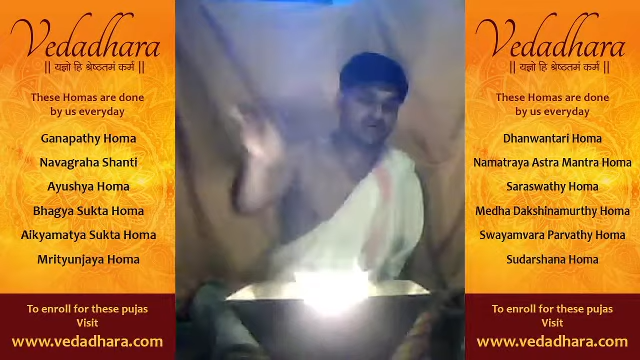 Vedadhara
|| यज्ञो हि श्रेष्ठतमं कर्म ||
These Homas are done
by us everyday
Ganapathy Homa
Navagraha Shanti
Ayushya Homa
Bhagya Sukta Homa
Aikyamatya Sukta Homa
Mrityunjaya Homa
To enroll for these pujas
Visit
www.vedadhara.com
Vedadhara
|| यज्ञो हि श्रेष्ठतमं कर्म ||
These Homas are done
by us everyday
Dhanwantari Homa
Namatraya Astra Mantra Homa
Saraswathy Homa
Medha Dakshinamurthy Homa
Swayamvara Parvathy Homa
Sudarshana Homa
To enroll for these pujas
Visit
www.vedadhara.com